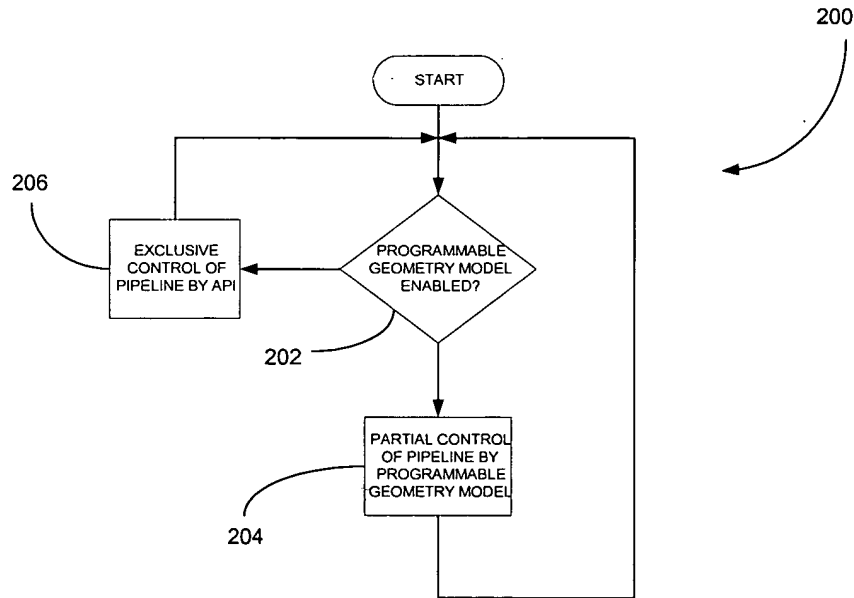 200
START
206
EXCLUSIVE
CONTROL OF
PIPELINE BY API
PROGRAMMABLE
GEOMETRY MODEL
ENABLED?
202
PARTIAL CONTROL
OF PIPELINE BY
PROGRAMMABLE
GEOMETRY MODEL
204